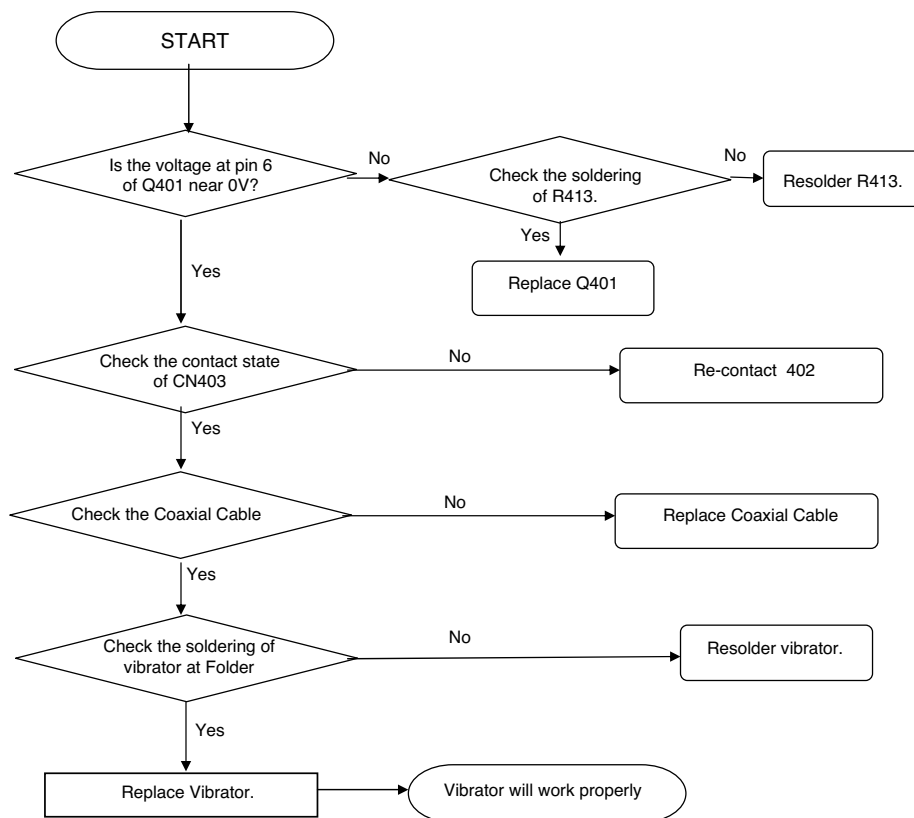 START
Is the voltage at pin 6
of Q401 near 0V?
No
Check the soldering
of R413.
No
Resolder R413.
Yes
Replace Q401
Yes
Check the contact state
of CN403
No
Re-contact  402
Yes
Check the Coaxial Cable
No
Replace Coaxial Cable
Yes
Check the soldering of
vibrator at Folder
No
Resolder vibrator.
Yes
Replace Vibrator.
Vibrator will work properly